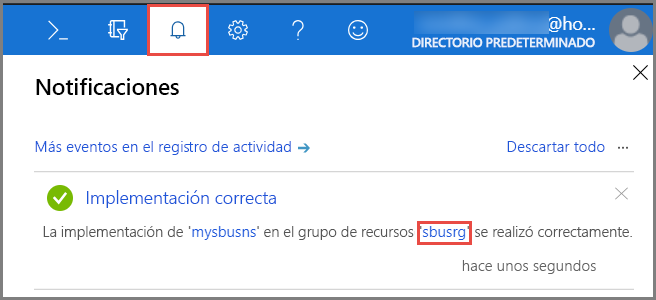 @ho...
DIRECTORIO PREDETERMINADO
Notificaciones
Más eventos en el registro de actividad → Descartar todo ...
Implementación correcta
La implementación de 'mysbusns' en el grupo de recursos 'sbusrg' se realizó correctamente.
hace unos segundos